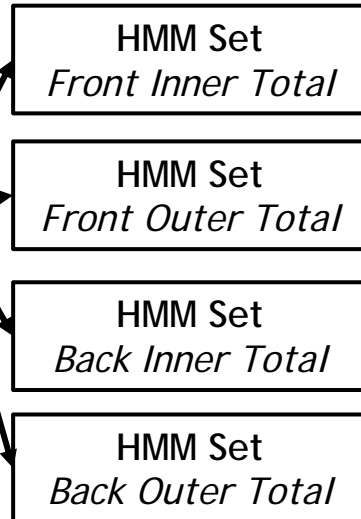 HMM Set
Front Inner Total
HMM Set
Front Outer Total
HMM Set
Back Inner Total
HMM Set
Back Outer Total